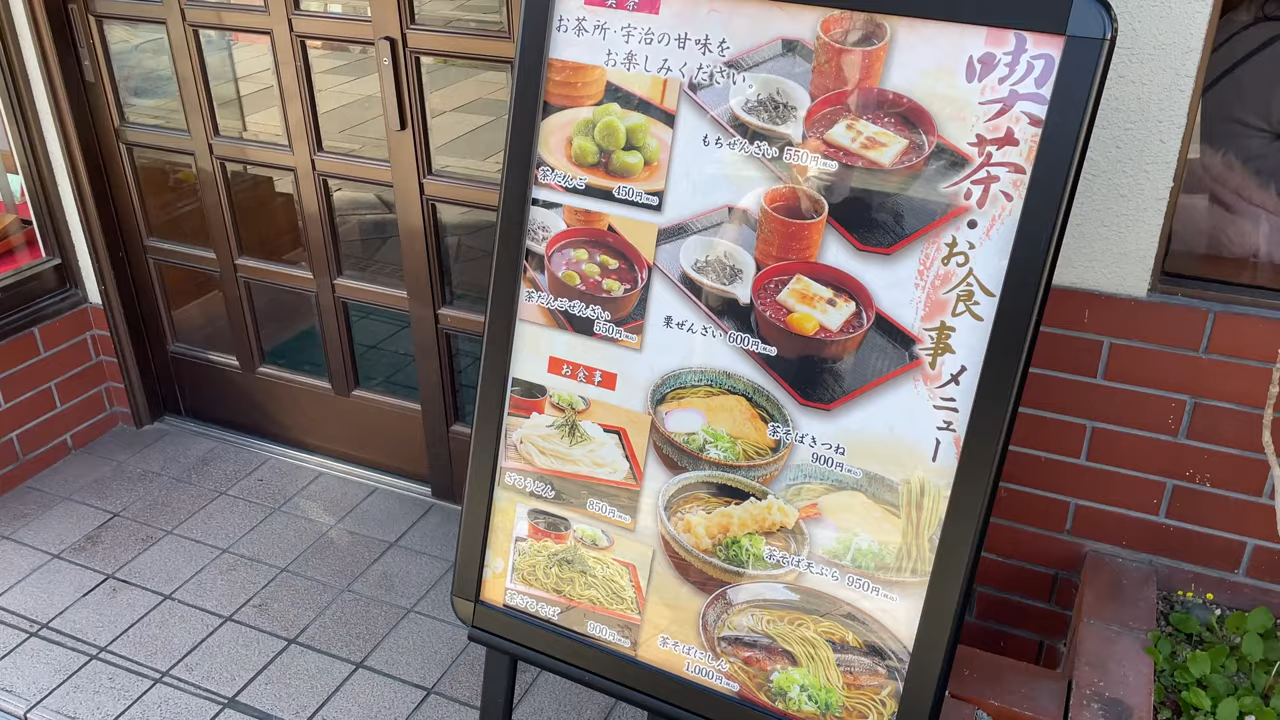 喫茶・お食事メニュー
喫茶
お茶所・宇治の甘味を
お楽しみください。
もちぜんざい 550円(税込)
茶だんご 450円(税込)
栗ぜんざい 600円(税込)
茶だんごぜんざい
550円(税込)
お食事
茶そばきつね
900円(税込)
ざるうどん
850円(税込)
茶そば天ぷら 950円(税込)
茶ざるそば
900円(税込)
茶そばにしん
1,000円(税込)